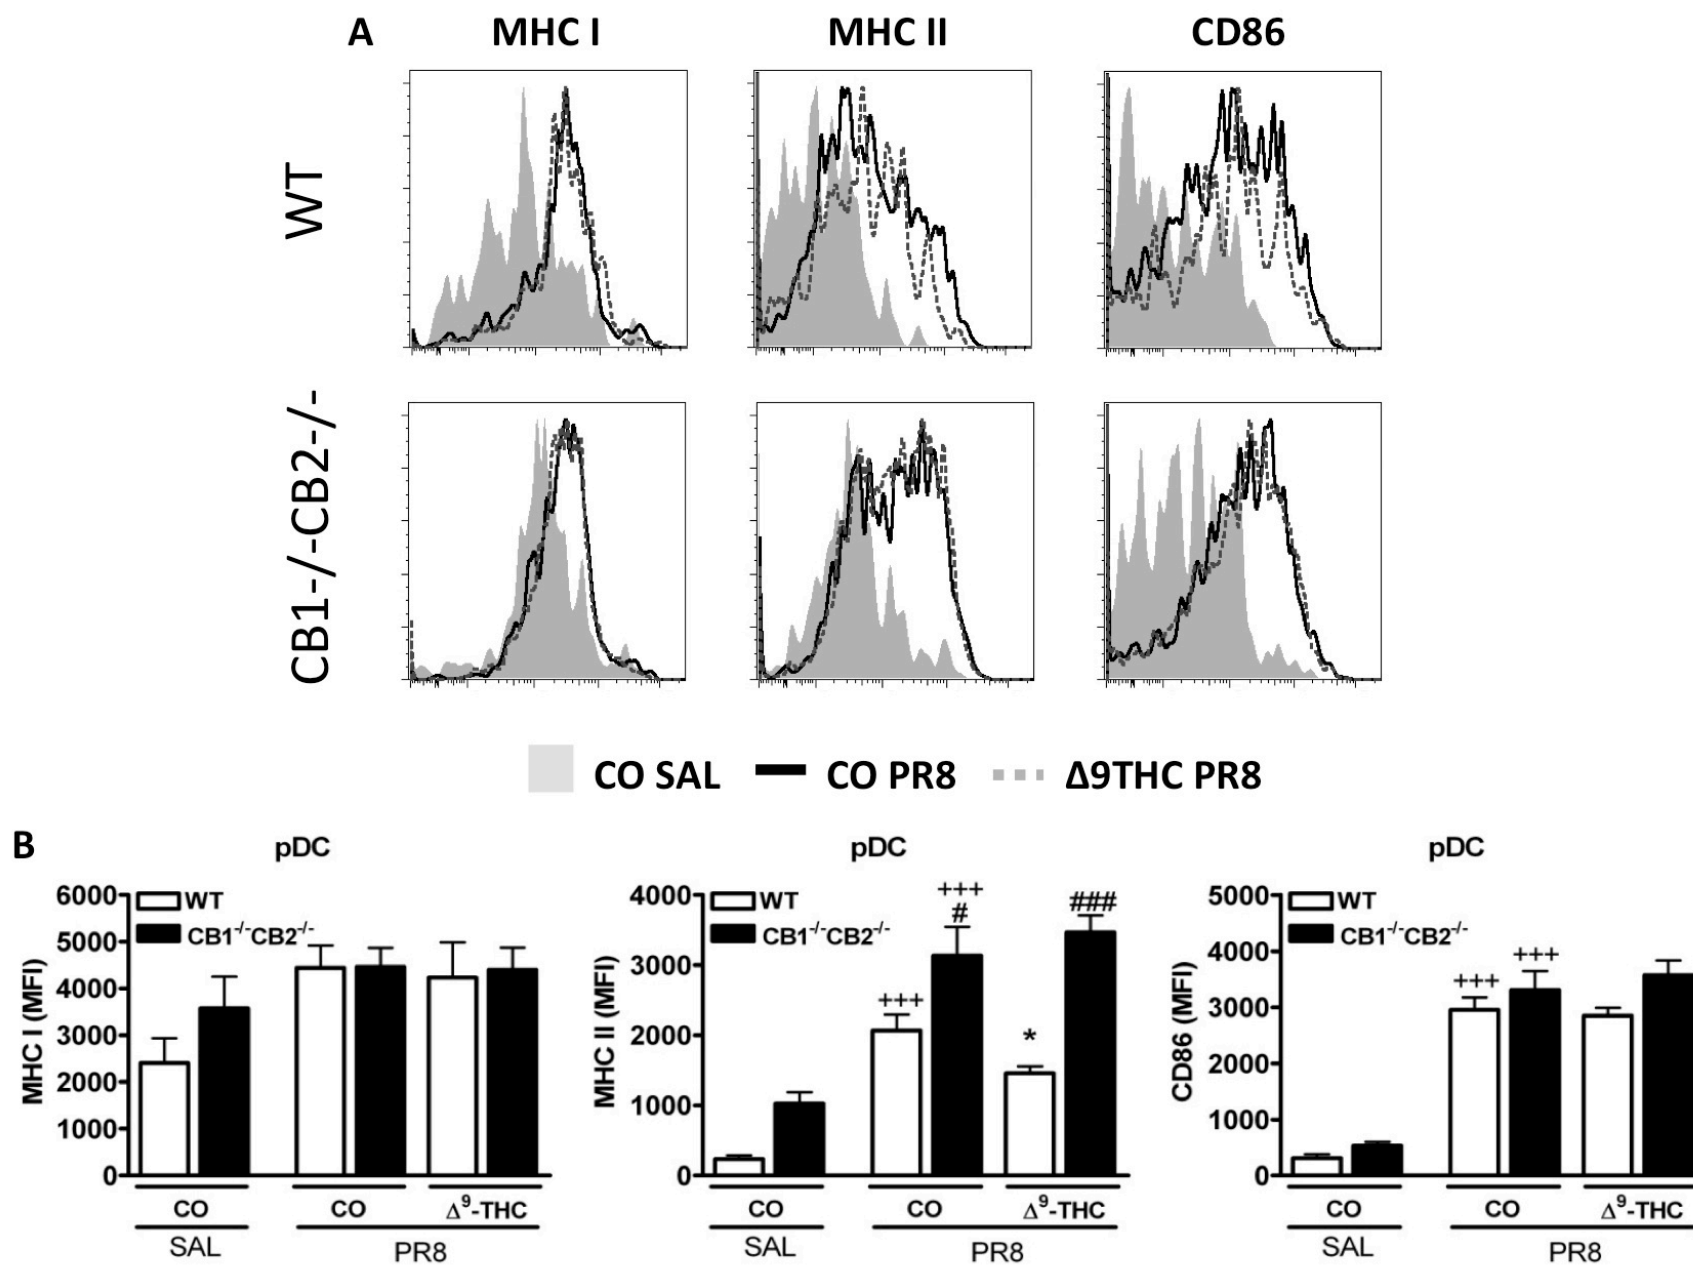 A MHC I MHC II CD86
WT
CB1-/-CB2-/-
CO SAL CO PR8 Δ9THC PR8
B
pDC
6000
5000
4000
3000
2000
1000
0
MHC I (MFI)
WT
CB1-/-CB2-/-
CO CO Δ9-THC
SAL PR8
pDC
4000
3000
2000
1000
0
MHC II (MFI)
WT
CB1-/-CB2-/-
+++
+++
#
*
###
CO CO Δ9-THC
SAL PR8
pDC
5000
4000
3000
2000
1000
0
CD86 (MFI)
WT
CB1-/-CB2-/-
+++
+++
CO CO Δ9-THC
SAL PR8